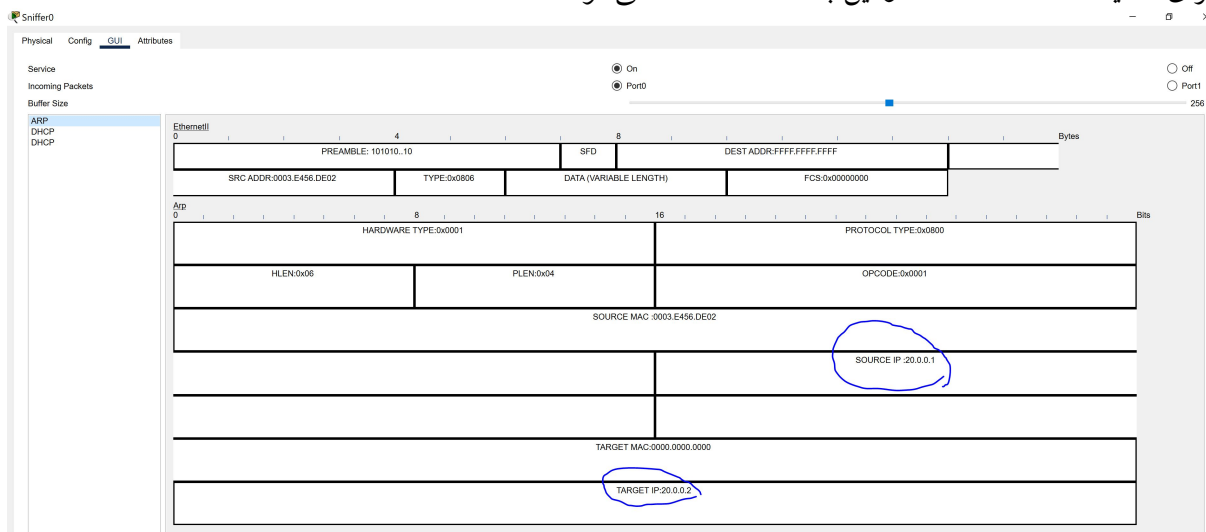 Sniffer0
Physical Config GUI Attributes
Service On Off
Incoming Packets Port0 Port1
Buffer Size 256
ARP
DHCP
DHCP
EthernetII
0 4 8 Bytes
PREAMBLE: 101010..10 SFD DEST ADDR:FFFF.FFFF.FFFF
SRC ADDR:0003.E456.DE02 TYPE:0x0806 DATA (VARIABLE LENGTH) FCS:0x00000000
Arp
0 8 16 Bits
HARDWARE TYPE:0x0001 PROTOCOL TYPE:0x0800
HLEN:0x06 PLEN:0x04 OPCODE:0x0001
SOURCE MAC :0003.E456.DE02
SOURCE IP :20.0.0.1
TARGET MAC:0000.0000.0000
TARGET IP:20.0.0.2